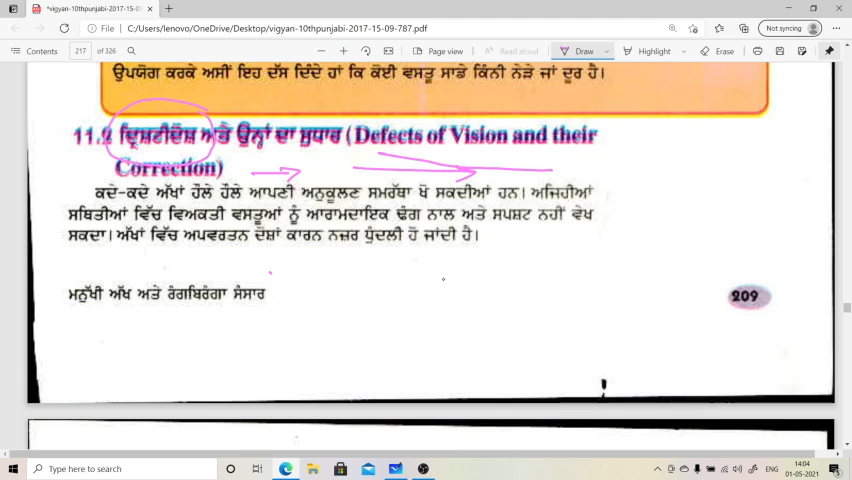 *vigyan-10thpunjabi-2017-15-09
File
C:/Users/lenovo/OneDrive/Desktop/vigyan-10thpunjabi-2017-15-09-787.pdf
Not syncing
Contents
217 of 326
Page view
Read aloud
Draw
Highlight
Erase
ਉਪਯੋਗ ਕਰਕੇ ਅਸੀਂ ਇਹ ਦੱਸ ਦਿੰਦੇ ਹਾਂ ਕਿ ਕੋਈ ਵਸਤੂ ਸਾਡੇ ਕਿੰਨੀ ਨੇੜੇ ਜਾਂ ਦੂਰ ਹੈ।
11.2 ਦ੍ਰਿਸ਼ਟੀਦੋਸ਼ ਅਤੇ ਉਨ੍ਹਾਂ ਦਾ ਸੁਧਾਰ (Defects of Vision and their
Correction)
ਕਦੇ-ਕਦੇ ਅੱਖਾਂ ਹੌਲੇ ਹੌਲੇ ਆਪਣੀ ਅਨੁਕੂਲਣ ਸਮਰੱਥਾ ਖੋ ਸਕਦੀਆਂ ਹਨ। ਅਜਿਹੀਆਂ
ਸਥਿਤੀਆਂ ਵਿੱਚ ਵਿਅਕਤੀ ਵਸਤੂਆਂ ਨੂੰ ਆਰਾਮਦਾਇਕ ਢੰਗ ਨਾਲ ਅਤੇ ਸਪਸ਼ਟ ਨਹੀਂ ਵੇਖ
ਸਕਦਾ। ਅੱਖਾਂ ਵਿੱਚ ਅਪਵਰਤਨ ਦੋਸ਼ਾਂ ਕਾਰਨ ਨਜ਼ਰ ਧੁੰਦਲੀ ਹੋ ਜਾਂਦੀ ਹੈ।
ਮਨੁੱਖੀ ਅੱਖ ਅਤੇ ਰੰਗਬਿਰੰਗਾ ਸੰਸਾਰ
209
Type here to search
ENG
14:04
01-05-2021